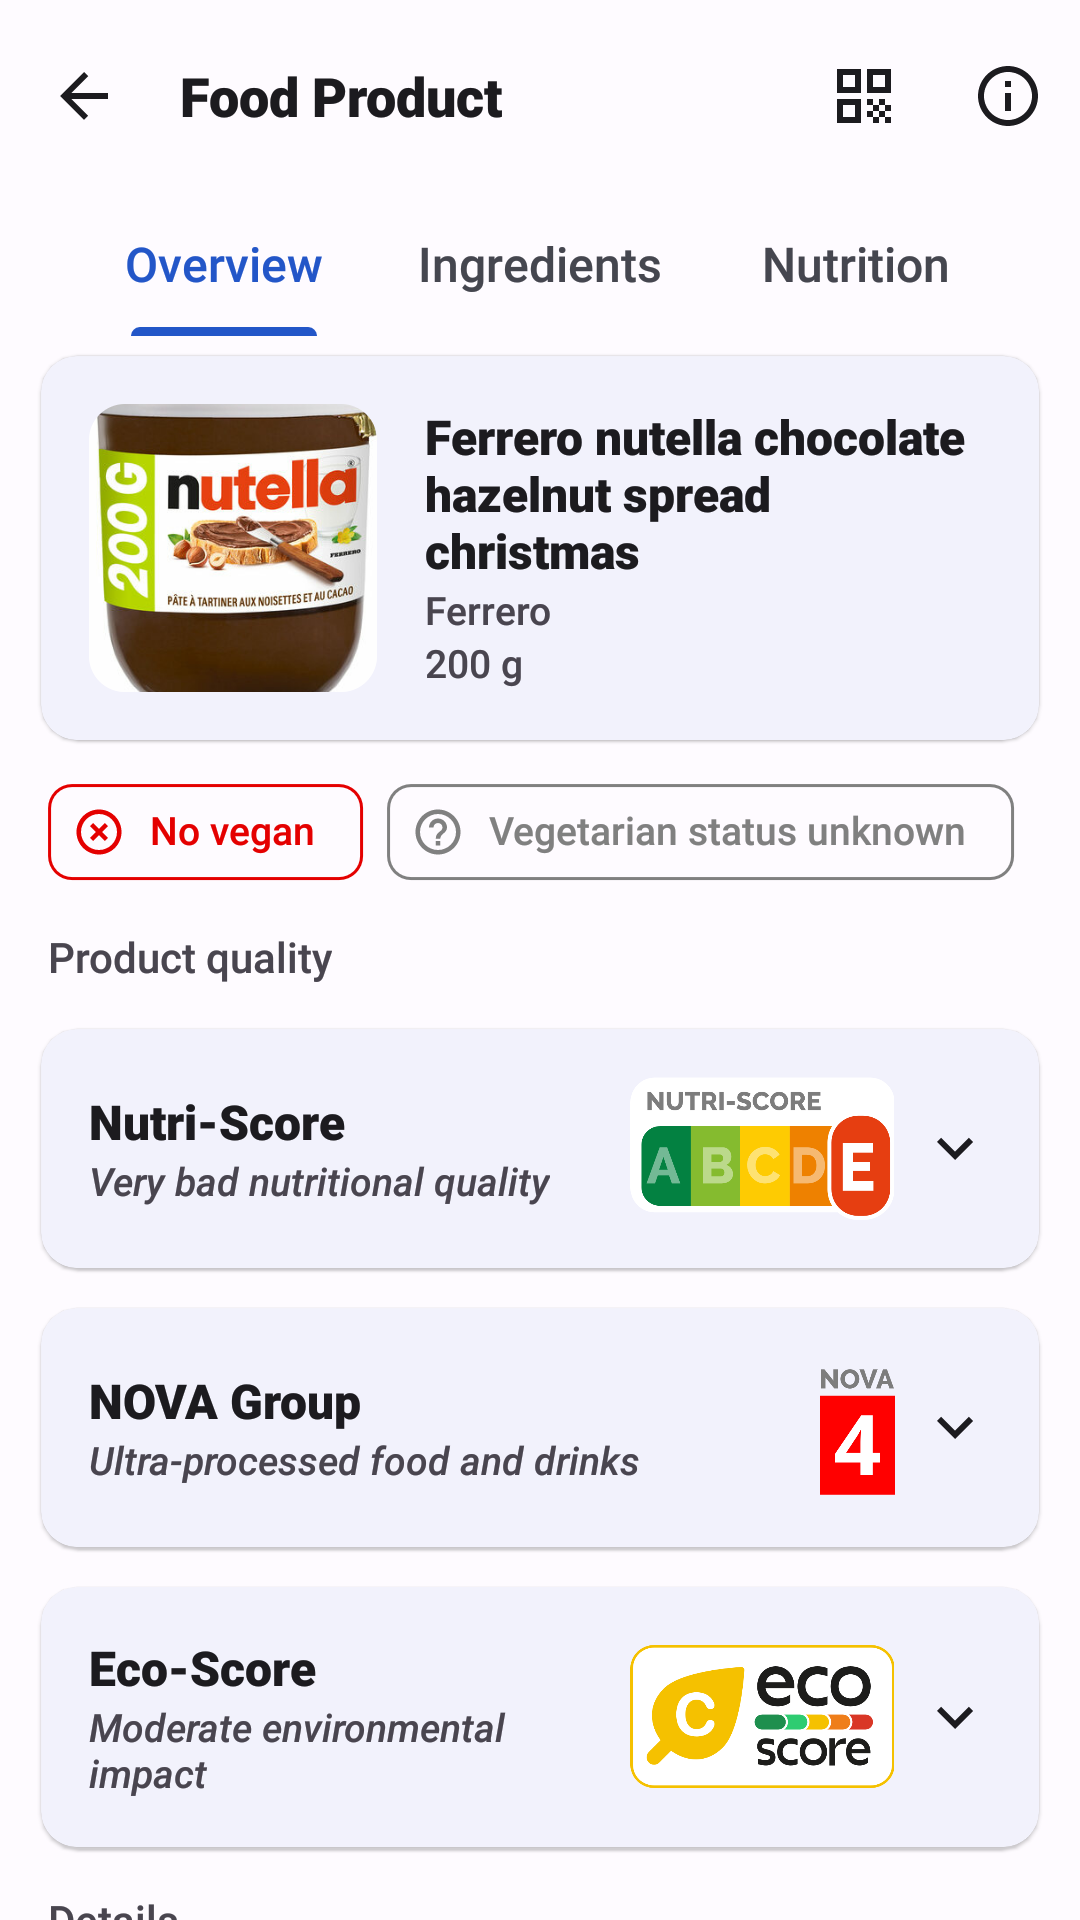 Food Product
Overview
Ingredients
Nutrition
200 G
nutella
FERRERO
PÂTE À TARTINER AUX NOISETTES ET AU CACAO
Ferrero nutella chocolate
hazelnut spread
christmas
Ferrero
200 g
No vegan
Vegetarian status unknown
Product quality
Nutri-Score
Very bad nutritional quality
NUTRI-SCORE
A B C D E
NOVA Group
Ultra-processed food and drinks
NOVA
4
Eco-Score
Moderate environmental
impact
C
eco
score
Details